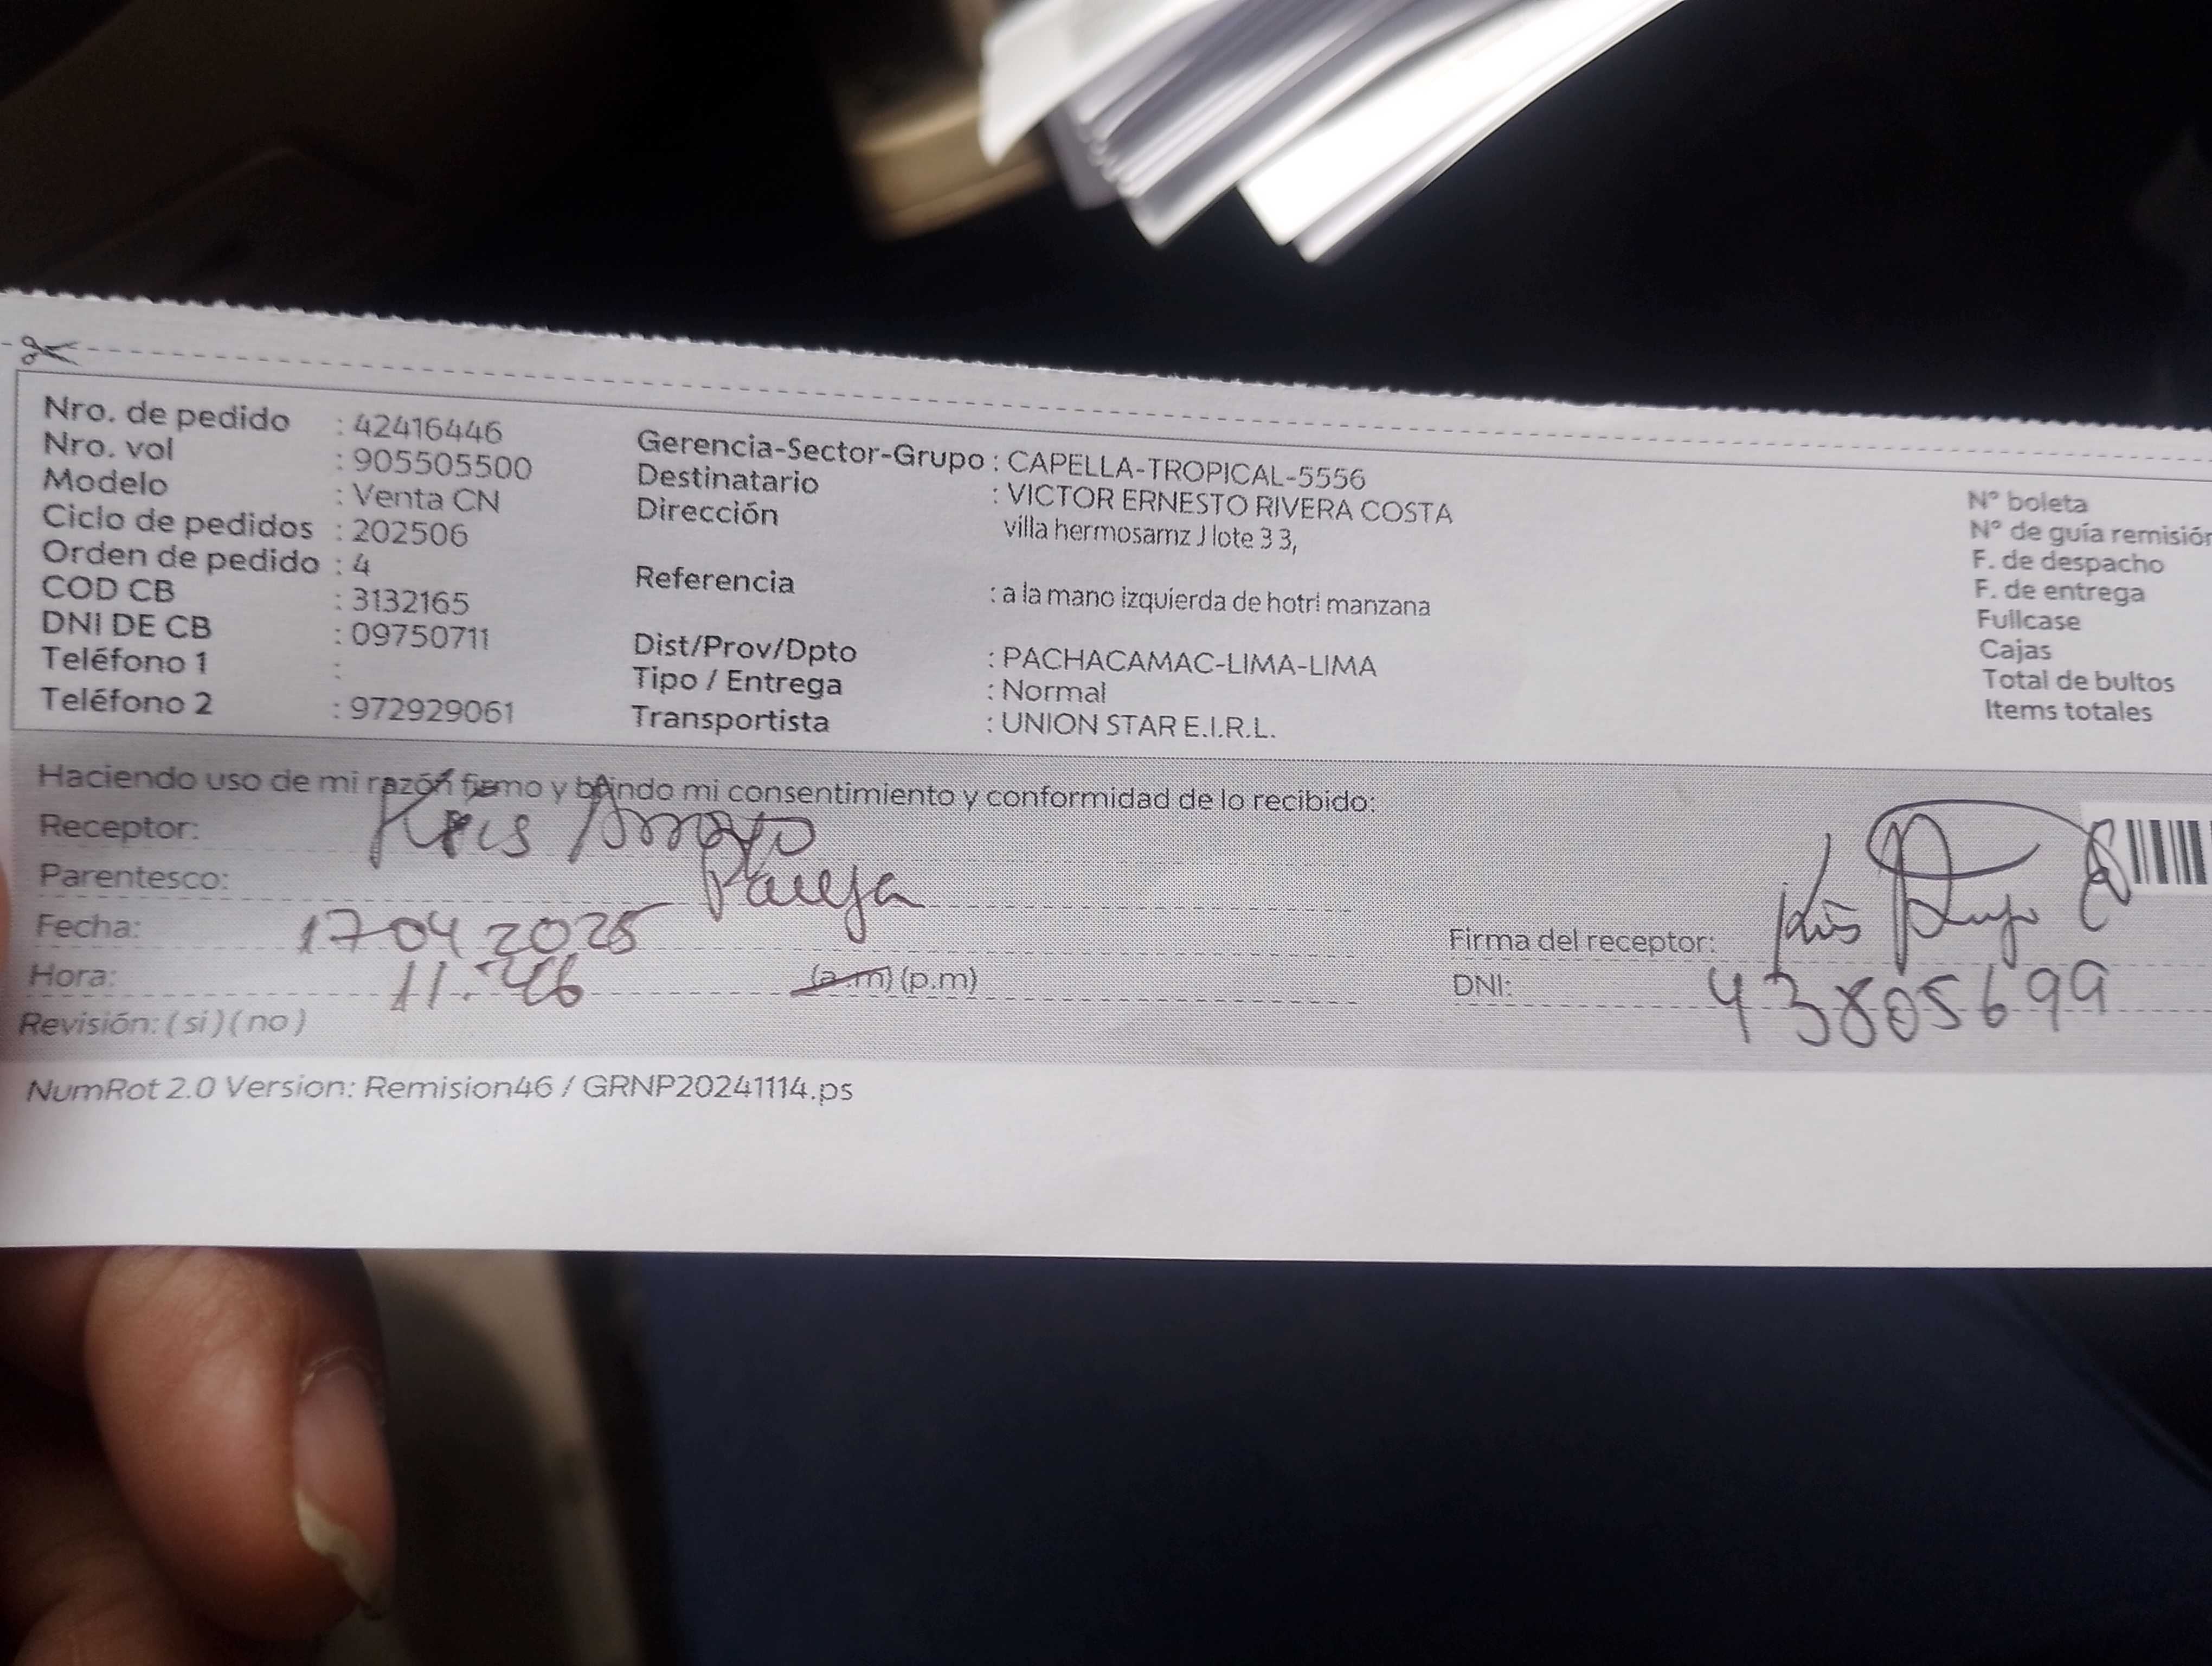 Nro. de pedido : 42416446
Nro. vol : 905505500
Modelo : Venta CN
Ciclo de pedidos : 202506
Orden de pedido : 4
COD CB : 3132165
DNI DE CB : 09750711
Teléfono 1 :
Teléfono 2 : 972929061
Gerencia-Sector-Grupo : CAPELLA-TROPICAL-5556
Destinatario : VICTOR ERNESTO RIVERA COSTA
Dirección villa hermosamz J lote 3 3,
Referencia : a la mano izquierda de hotrl manzana
Dist/Prov/Dpto : PACHACAMAC-LIMA-LIMA
Tipo / Entrega : Normal
Transportista : UNION STAR E.I.R.L.
N° boleta
N° de guía remisión
F. de despacho
F. de entrega
Fullcase
Cajas
Total de bultos
Items totales
Haciendo uso de mi razón firmo y brindo mi consentimiento y conformidad de lo recibido:
Receptor: Kris Arroyo
Parentesco: Pareja
Fecha: 17 04 2025
Hora: 11:46 (a.m) (p.m)
Revisión: ( si ) ( no )
Firma del receptor: Kris
DNI: 43805699
NumRot 2.0 Version: Remision46 / GRNP20241114.ps